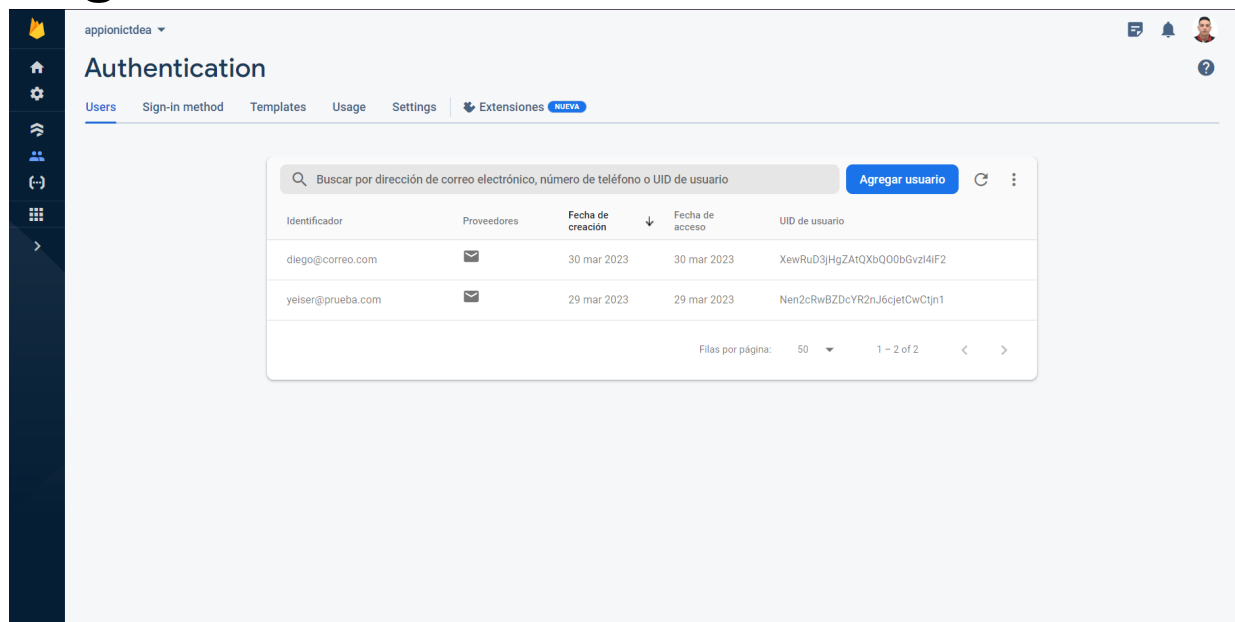 appionictdea
Authentication
Users Sign-in method Templates Usage Settings Extensiones NUEVA
Buscar por dirección de correo electrónico, número de teléfono o UID de usuario Agregar usuario
Identificador Proveedores Fecha de creación Fecha de acceso UID de usuario
diego@correo.com 30 mar 2023 30 mar 2023 XewRuD3jHgZAtQXbQO0bGvzI4iF2
yeiser@prueba.com 29 mar 2023 29 mar 2023 Nen2cRwBZDcYR2nJ6cjetCwCtjn1
Filas por página: 50 1 – 2 of 2